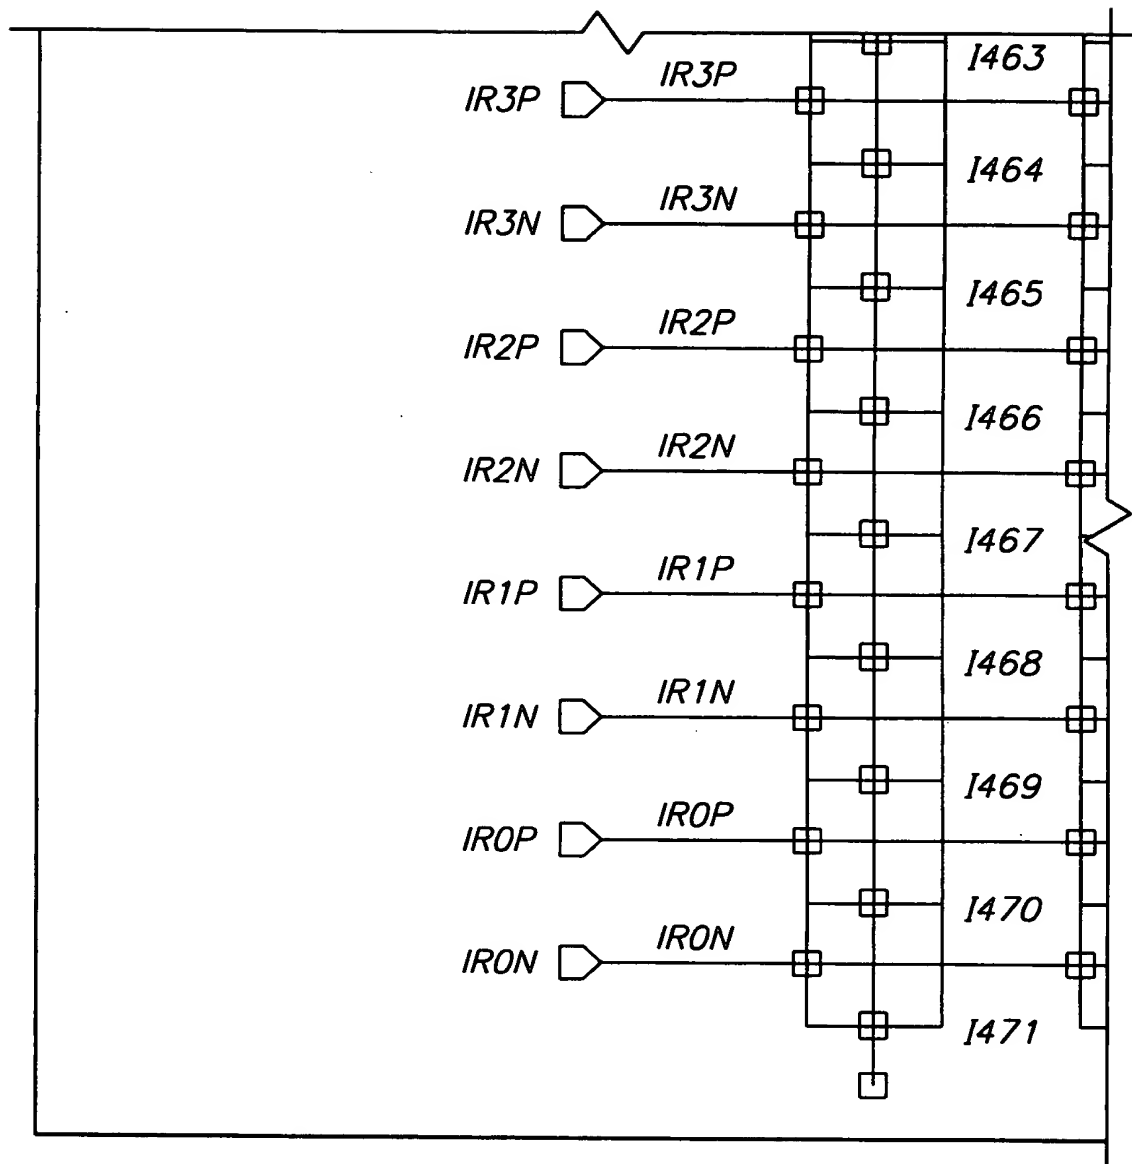 I463
IR3P
IR3P
I464
IR3N
IR3N
I465
IR2P
IR2P
I466
IR2N
IR2N
I467
IR1P
IR1P
I468
IR1N
IR1N
I469
IR0P
IR0P
I470
IR0N
IR0N
I471